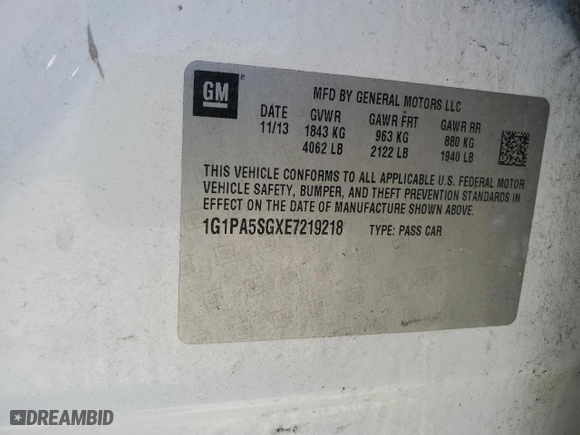 GM ®
MFD BY GENERAL MOTORS LLC
DATE GVWR GAWR FRT GAWR RR
11/13 1843 KG 963 KG 880 KG
4062 LB 2122 LB 1940 LB
THIS VEHICLE CONFORMS TO ALL APPLICABLE U.S. FEDERAL MOTOR
VEHICLE SAFETY, BUMPER, AND THEFT PREVENTION STANDARDS IN
EFFECT ON THE DATE OF MANUFACTURE SHOWN ABOVE.
1G1PA5SGXE7219218 TYPE: PASS CAR
DREAMBID